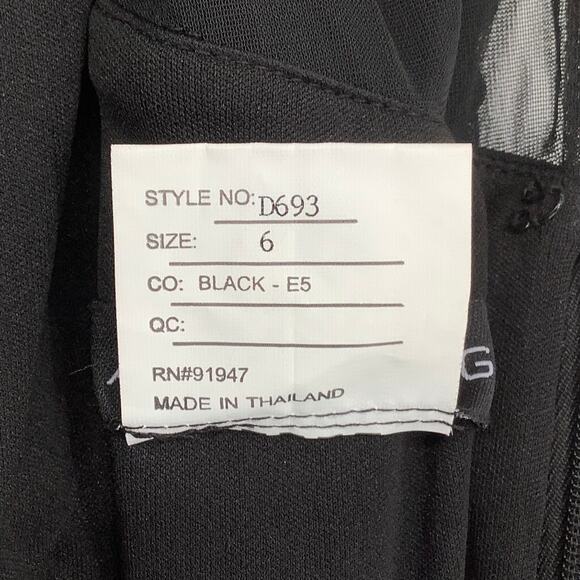 STYLE NO: D693
SIZE: 6
CO: BLACK - E5
QC:
RN#91947
MADE IN THAILAND
G